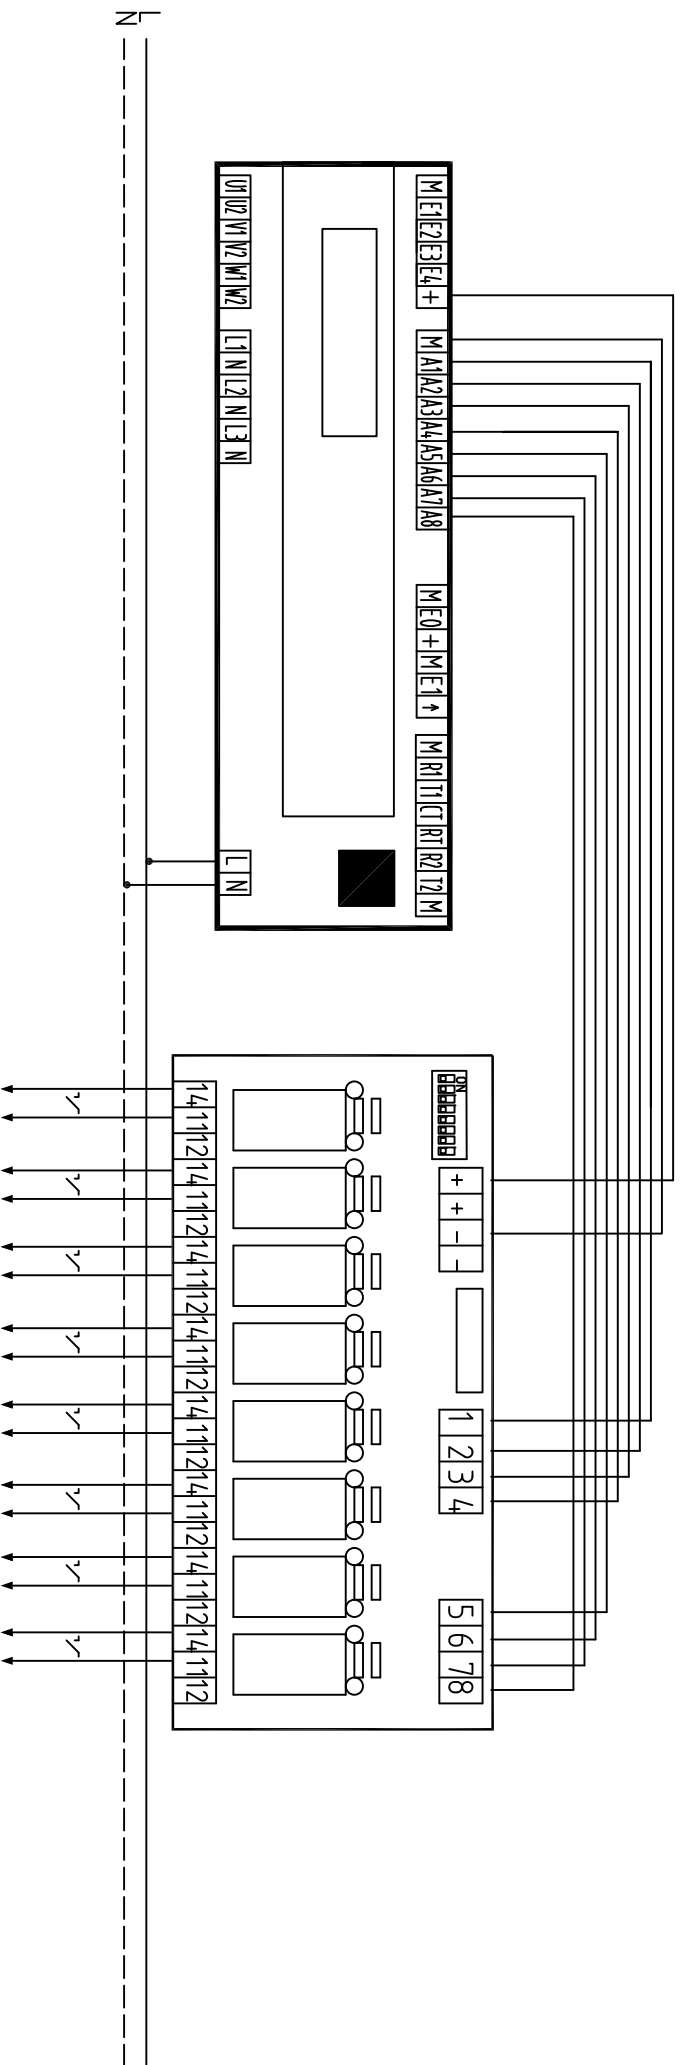 M E1 E2 E3 E4 +
M A1 A2 A3 A4 A5 A6 A7 A8
M E0 + M E1 ↑
M R1 T1 CT RT R2 T2 M
U1 U2 V1 V2 W1 W2
L1 N L2 N L3 N
L N
ON
+ + - -
1 2 3 4
5 6 7 8
14 11 12 14 11 12 14 11 12 14 11 12 14 11 12 14 11 12 14 11 12 14 11 12
L
N